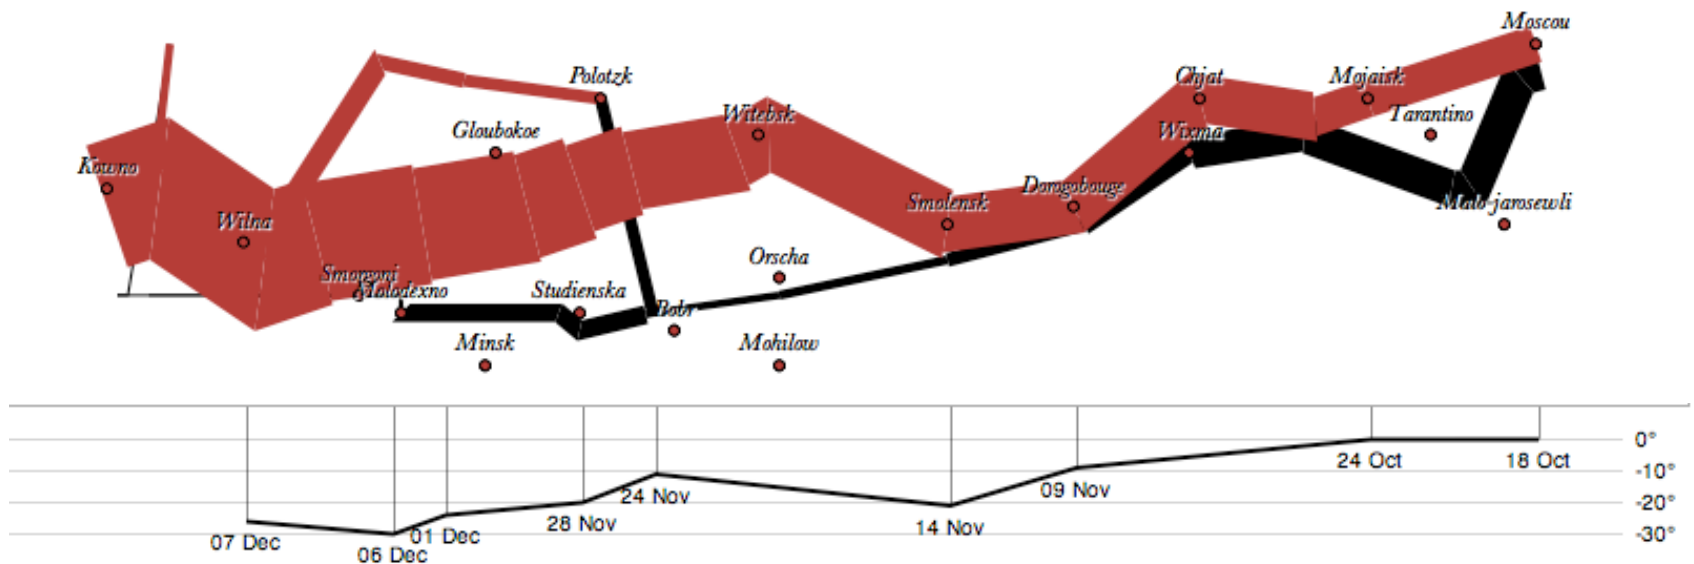 Moscou
Chjat
Mojaisk
Polotzk
Witebsk
Tarantino
Gloubokoe
Wixma
Kowno
Dorogobouge
Smolensk
Malo-jarosewli
Wilna
Orscha
Smorgoni
Molodexno
Studienska
Bobr
Minsk
Mohilow
0°
24 Oct
18 Oct
-10°
09 Nov
24 Nov
-20°
28 Nov
14 Nov
01 Dec
-30°
07 Dec
06 Dec